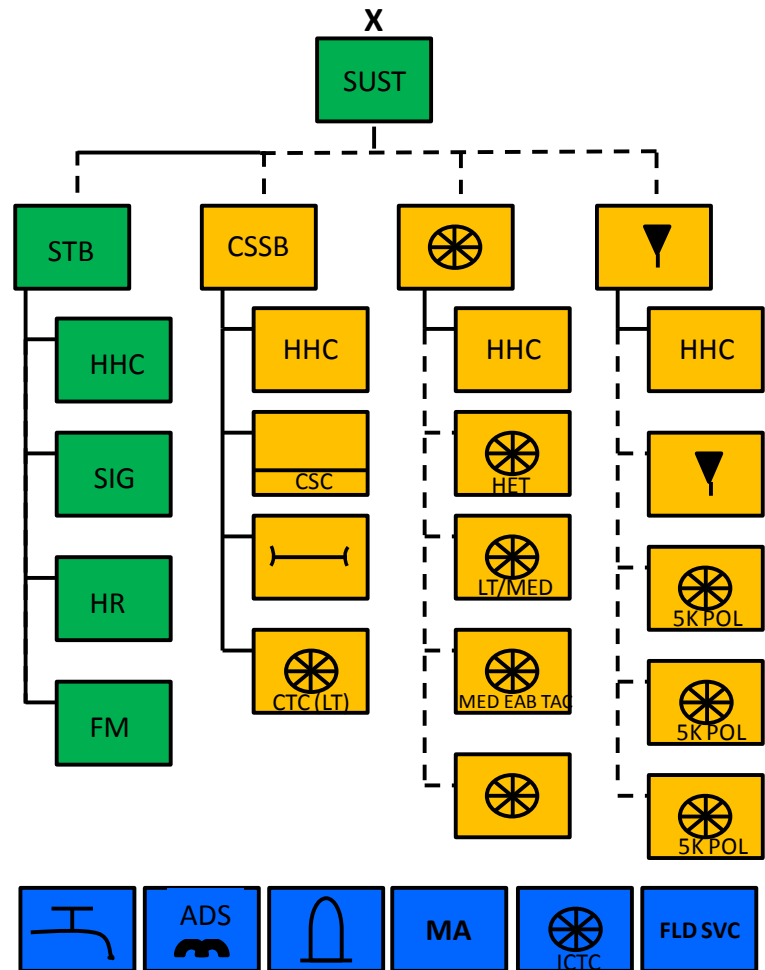 X
SUST
STB
CSSB
HHC
HHC
HHC
HHC
SIG
CSC
HET
HR
LT/MED
5K POL
FM
CTC (LT)
MED EAB TAC
5K POL
5K POL
ADS
MA
ICTC
FLD SVC